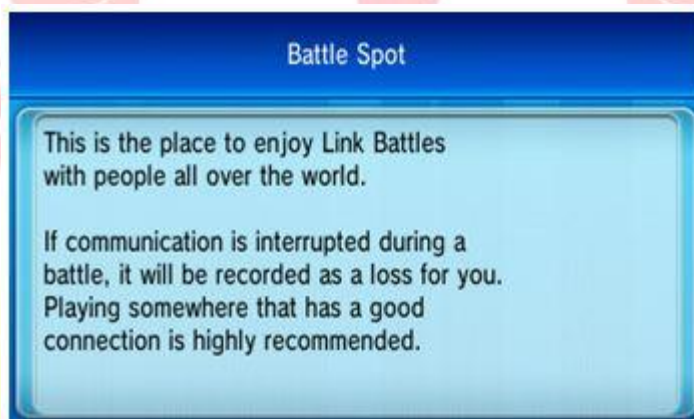 Battle Spot
This is the place to enjoy Link Battles
with people all over the world.
If communication is interrupted during a
battle, it will be recorded as a loss for you.
Playing somewhere that has a good
connection is highly recommended.